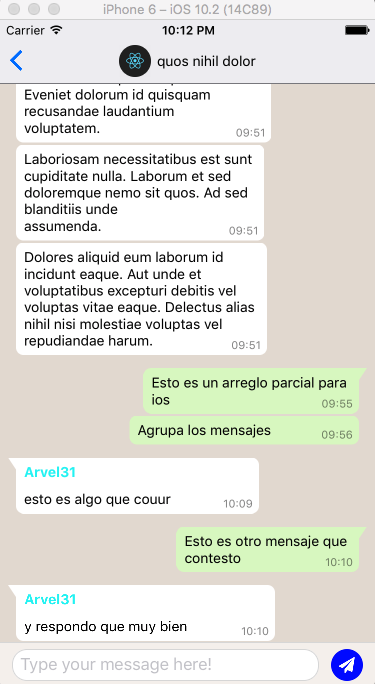 iPhone 6 – iOS 10.2 (14C89)
Carrier 10:12 PM
quos nihil dolor
Eveniet dolorum id quisquam
recusandae laudantium
voluptatem.
09:51
Laboriosam necessitatibus est sunt
cupiditate nulla. Laborum et sed
doloremque nemo sit quos. Ad sed
blanditiis unde
assumenda.
09:51
Dolores aliquid eum laborum id
incidunt eaque. Aut unde et
voluptatibus excepturi debitis vel
voluptas vitae eaque. Delectus alias
nihil nisi molestiae voluptas vel
repudiandae harum.
09:51
Esto es un arreglo parcial para
ios
09:55
Agrupa los mensajes
09:56
Arvel31
esto es algo que couur
10:09
Esto es otro mensaje que
contesto
10:10
Arvel31
y respondo que muy bien
10:10
Type your message here!